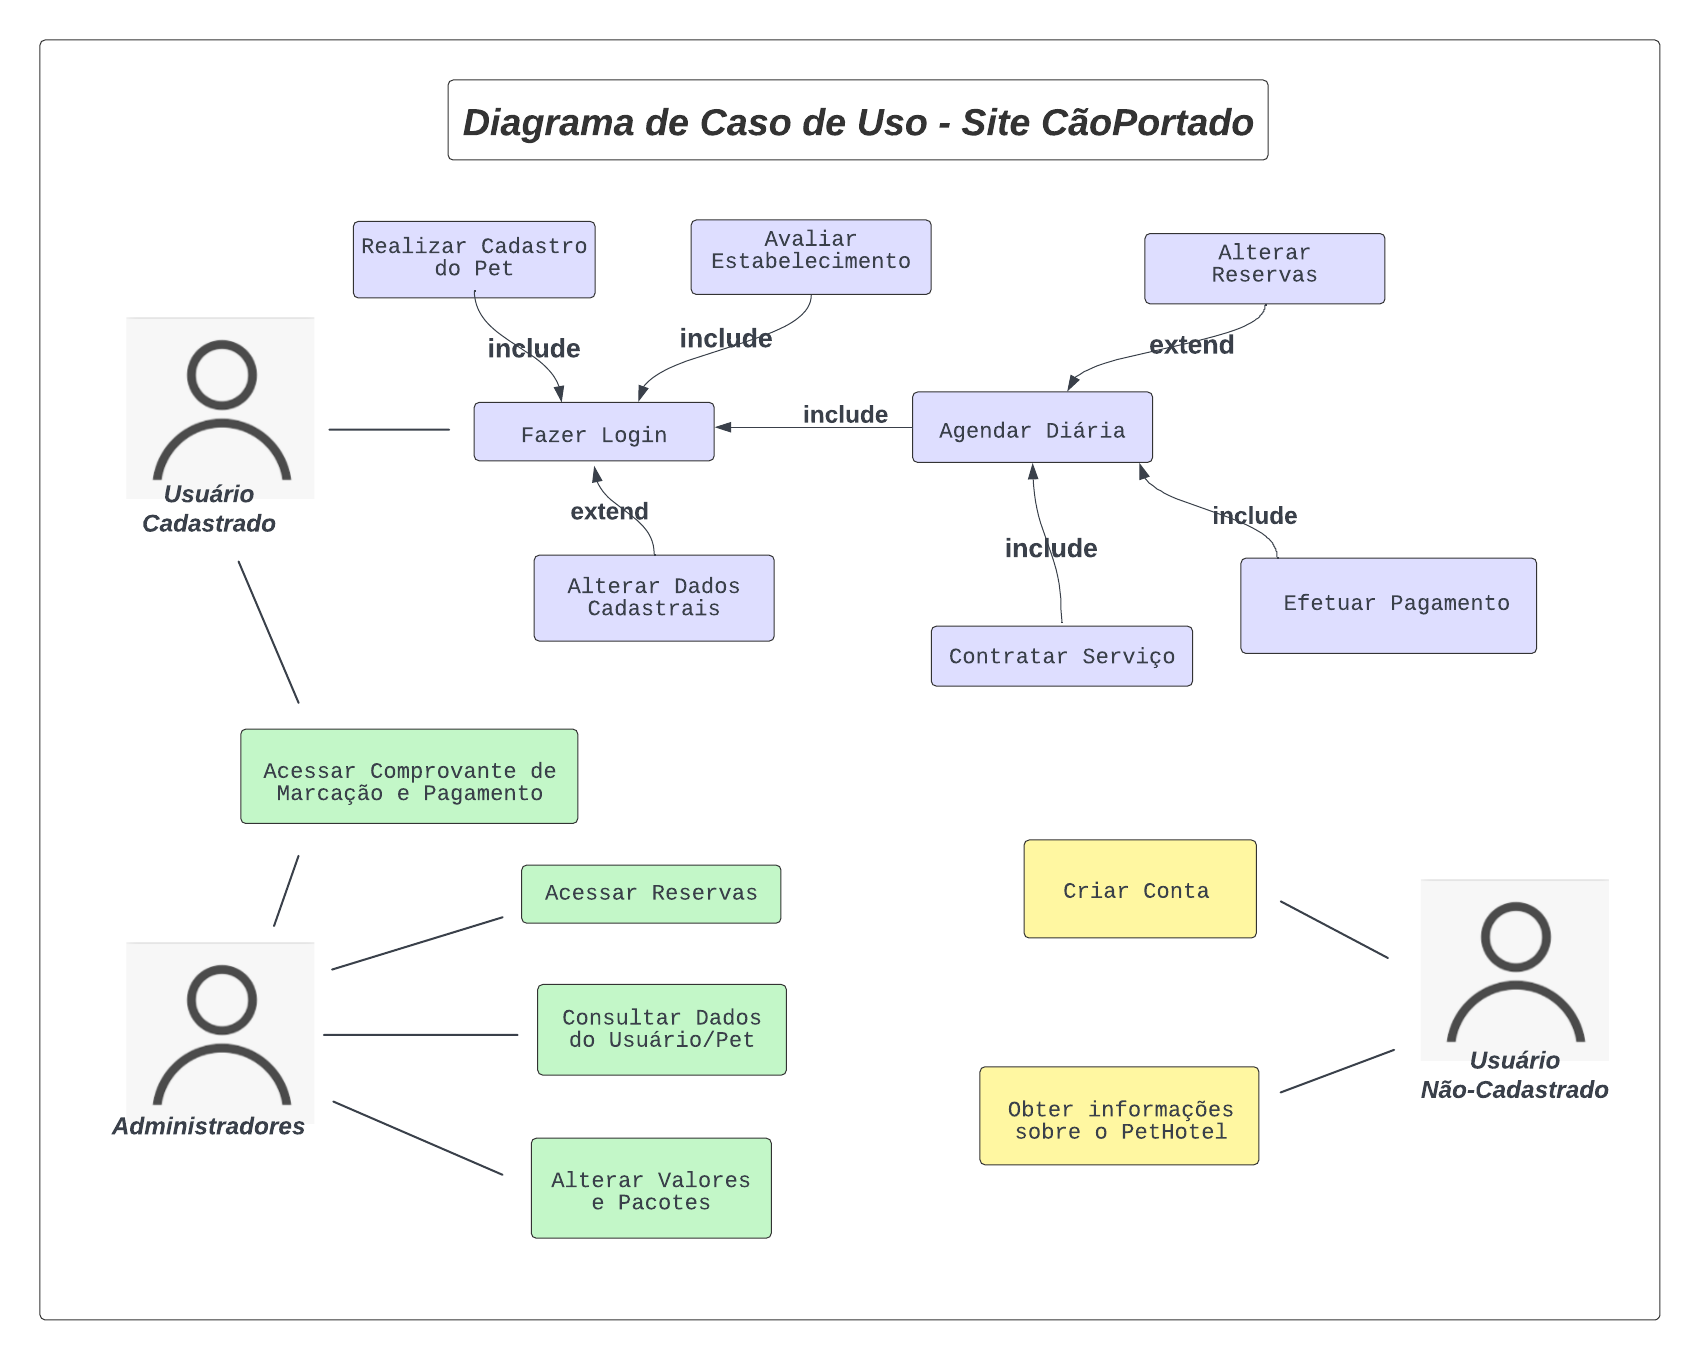 Diagrama de Caso de Uso - Site CãoPortado
Realizar Cadastro
do Pet
Avaliar
Estabelecimento
Alterar
Reservas
include
include
extend
Fazer Login
include
Agendar Diária
Usuário
Cadastrado
extend
include
include
Alterar Dados
Cadastrais
Efetuar Pagamento
Contratar Serviço
Acessar Comprovante de
Marcação e Pagamento
Acessar Reservas
Criar Conta
Consultar Dados
do Usuário/Pet
Usuário
Não-Cadastrado
Administradores
Obter informações
sobre o PetHotel
Alterar Valores
e Pacotes